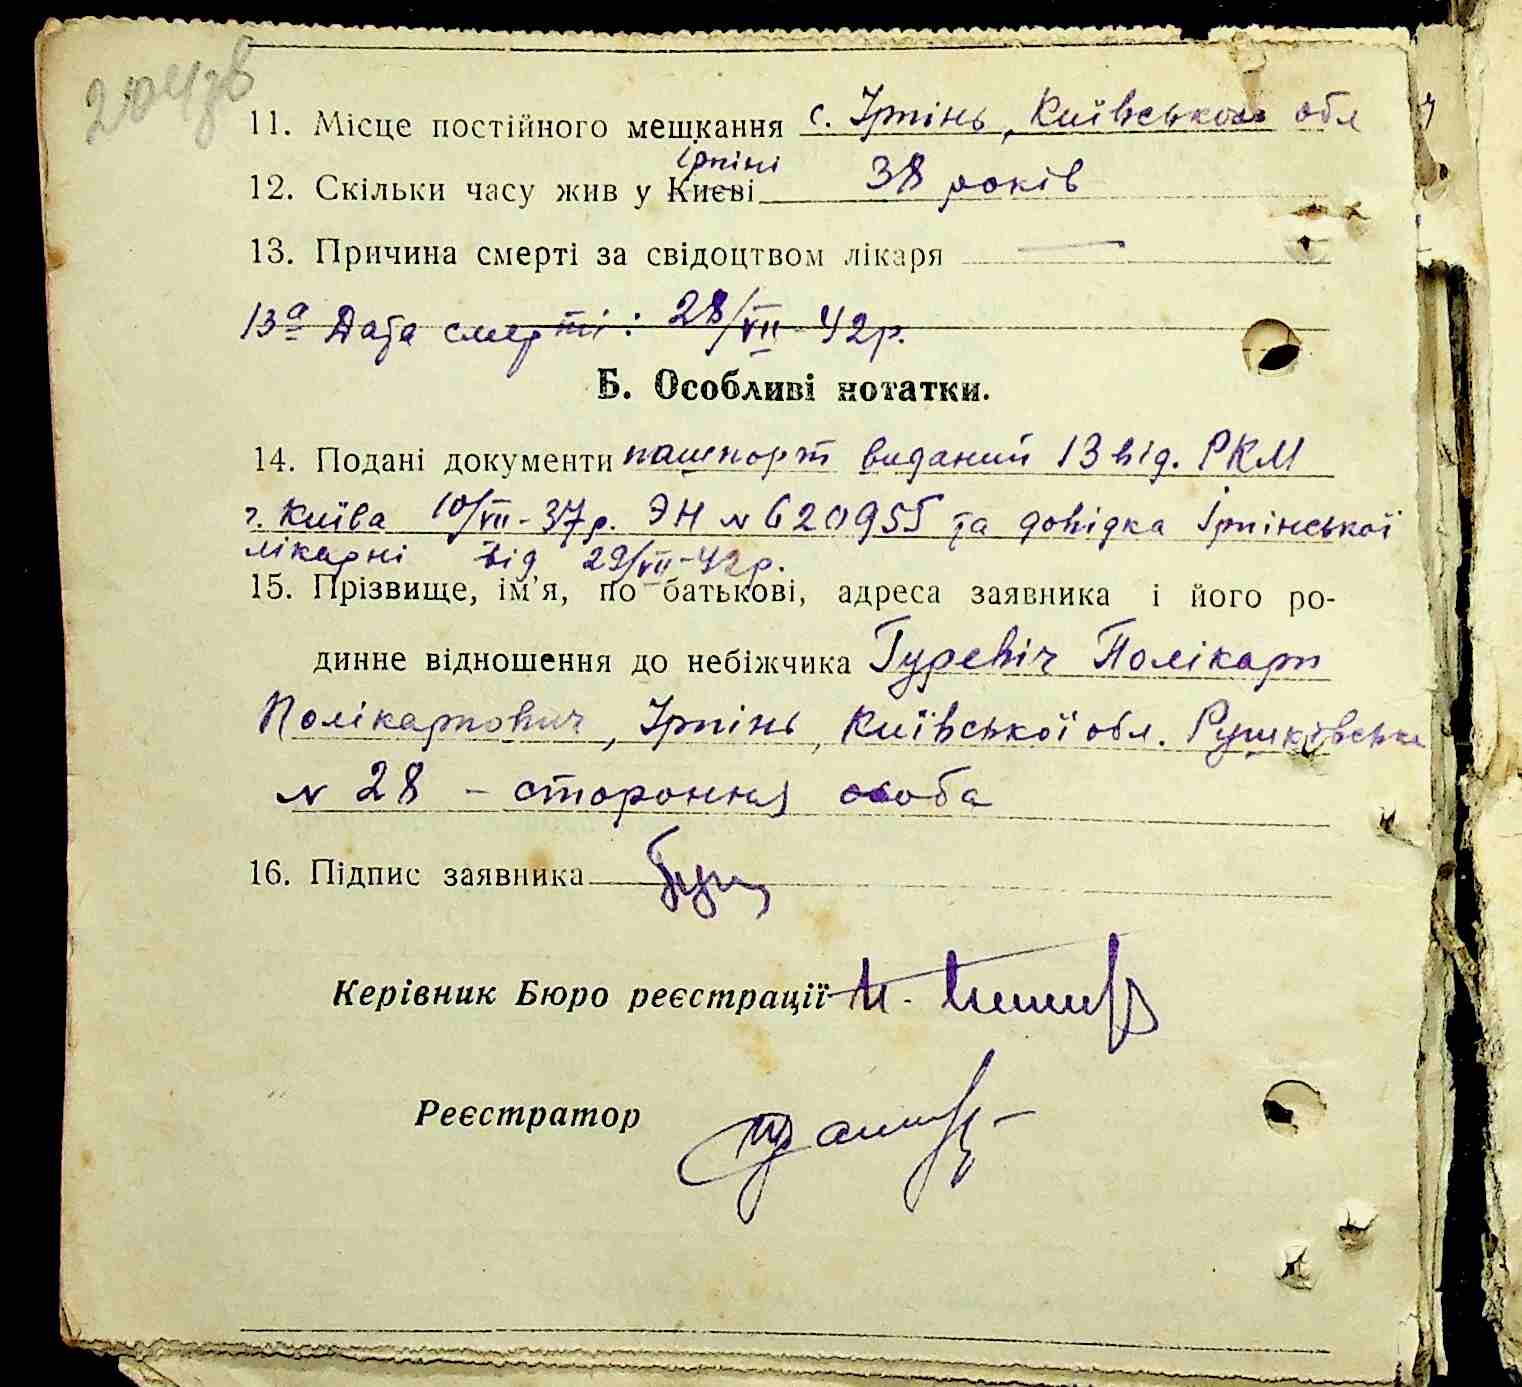 204зв
11. Місце постійного мешкання с. Ірпінь, Київської обл
ірпіні
12. Скільки часу жив у Києві 38 років
13. Причина смерті за свідоцтвом лікаря —
13а Дата смерті: 28/VII-42р.
Б. Особливі нотатки.
14. Подані документи пашпорт виданий 13 від. РКМ
г. Київа 10/VII-37р. ЭН № 620955 та довідка Ірпінської
лікарні від 29/VII-42р.
15. Прізвище, ім'я, по батькові, адреса заявника і його ро-
динне відношення до небіжчика Гуревіч Полікарп
Полікарпович, Ірпінь, Київської обл.
№ 28 – стороння особа
16. Підпис заявника
Керівник Бюро реєстрації
Реєстратор